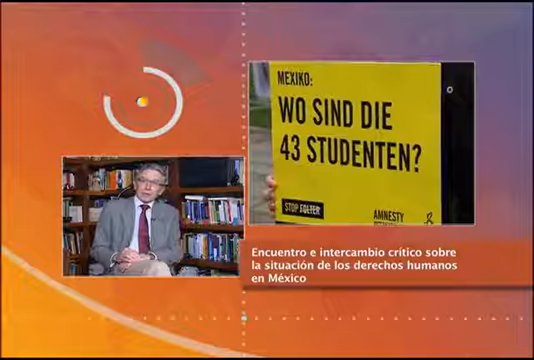 MEXIKO:
WO SIND DIE
43 STUDENTEN?
STOP FOLTER
AMNESTY
Encuentro e intercambio crítico sobre
la situación de los derechos humanos
en México